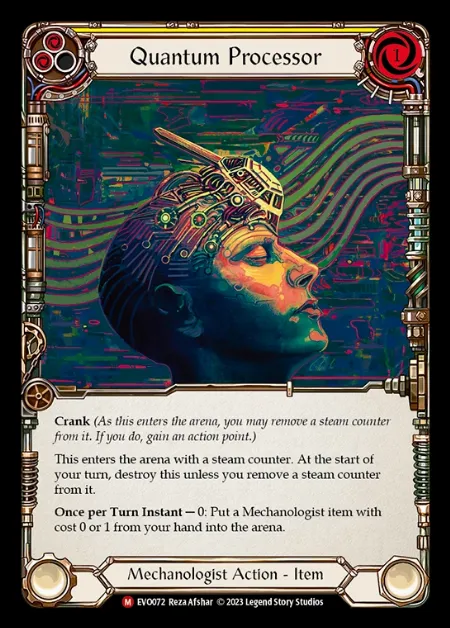 Quantum Processor
I
Crank (As this enters the arena, you may remove a steam counter
from it. If you do, gain an action point.)
This enters the arena with a steam counter. At the start of
your turn, destroy this unless you remove a steam counter
from it.
Once per Turn Instant — 0: Put a Mechanologist item with
cost 0 or 1 from your hand into the arena.
Mechanologist Action - Item
M EVO072 Reza Afshar © 2023 Legend Story Studios